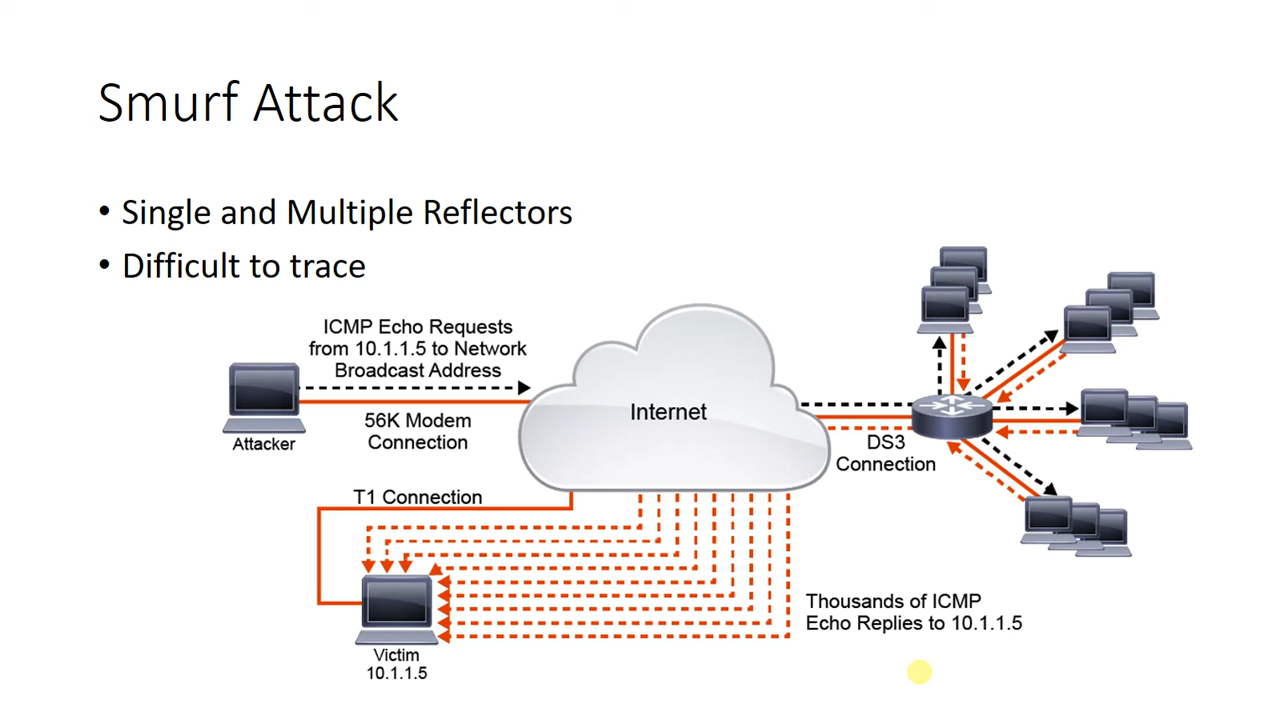 Smurf Attack
• Single and Multiple Reflectors
• Difficult to trace
ICMP Echo Requests
from 10.1.1.5 to Network
Broadcast Address
Attacker
56K Modem
Connection
Internet
DS3
Connection
T1 Connection
Thousands of ICMP
Echo Replies to 10.1.1.5
Victim
10.1.1.5